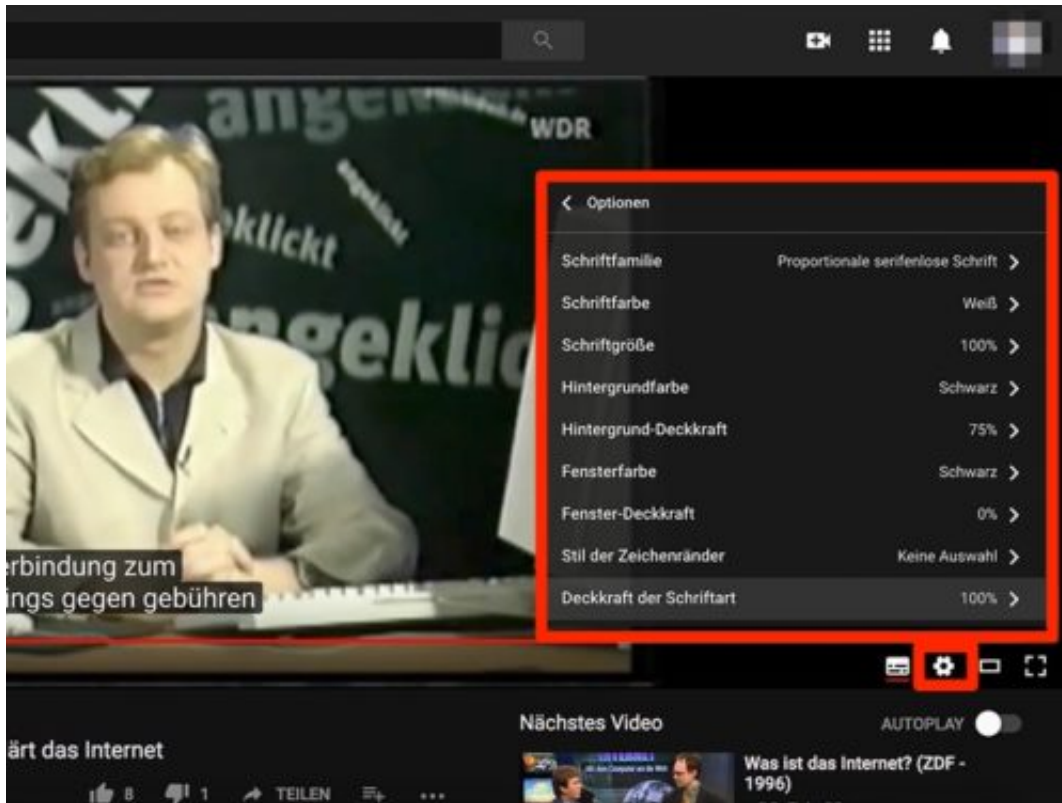 angeklickt
WDR
angeklickt
eklickt
angeklic
Optionen
Schriftfamilie Proportionale serifenlose Schrift
Schriftfarbe Weiß
Schriftgröße 100%
Hintergrundfarbe Schwarz
Hintergrund-Deckkraft 75%
Fensterfarbe Schwarz
Fenster-Deckkraft 0%
Stil der Zeichenränder Keine Auswahl
Deckkraft der Schriftart 100%
erbindung zum
ings gegen gebühren
Nächstes Video AUTOPLAY
ärt das Internet
Was ist das Internet? (ZDF -
1996)
8 1 TEILEN